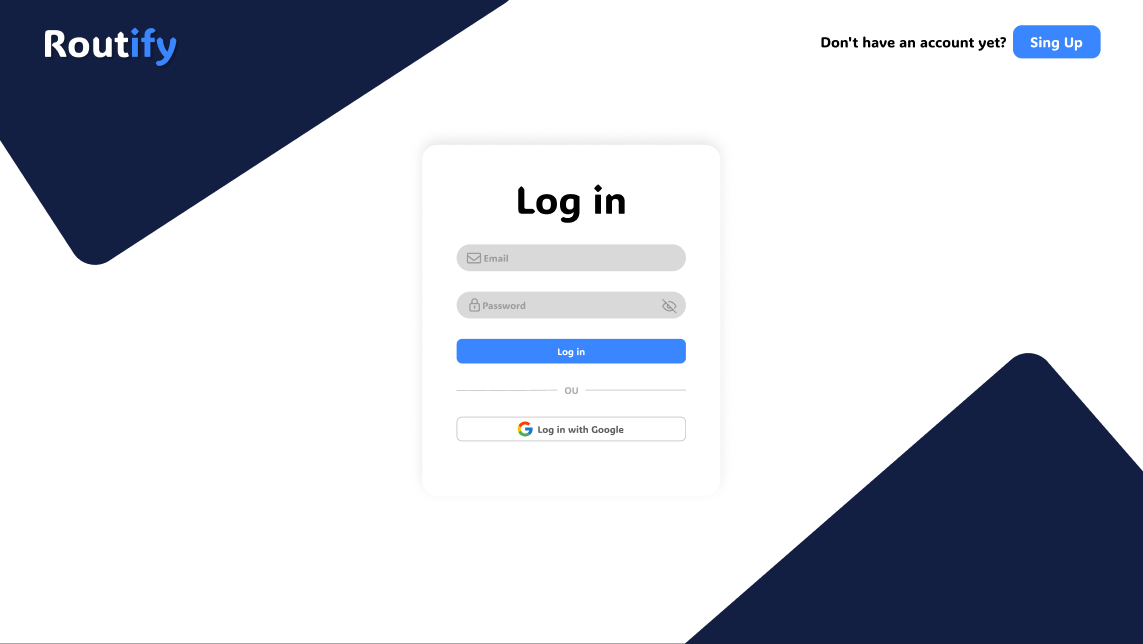 Routify
Don't have an account yet? Sing Up
Log in
Email
Password
Log in
OU
Log in with Google